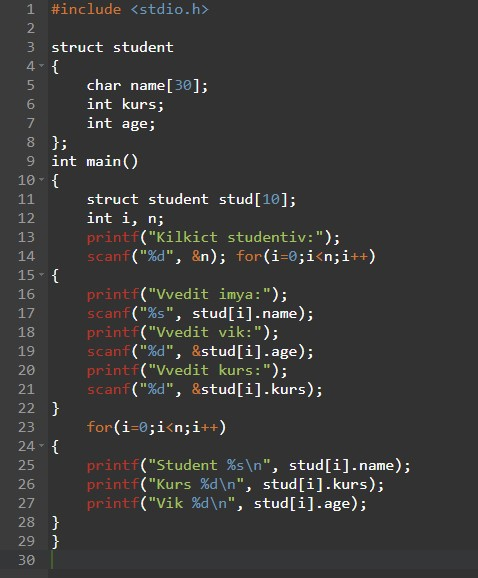 1 #include <stdio.h>
2
3 struct student
4 {
5 char name[30];
6 int kurs;
7 int age;
8 };
9 int main()
10 {
11 struct student stud[10];
12 int i, n;
13 printf("Kilkict studentiv:");
14 scanf("%d", &n); for(i=0;i<n;i++)
15 {
16 printf("Vvedit imya:");
17 scanf("%s", stud[i].name);
18 printf("Vvedit vik:");
19 scanf("%d", &stud[i].age);
20 printf("Vvedit kurs:");
21 scanf("%d", &stud[i].kurs);
22 }
23 for(i=0;i<n;i++)
24 {
25 printf("Student %s\n", stud[i].name);
26 printf("Kurs %d\n", stud[i].kurs);
27 printf("Vik %d\n", stud[i].age);
28 }
29 }
30